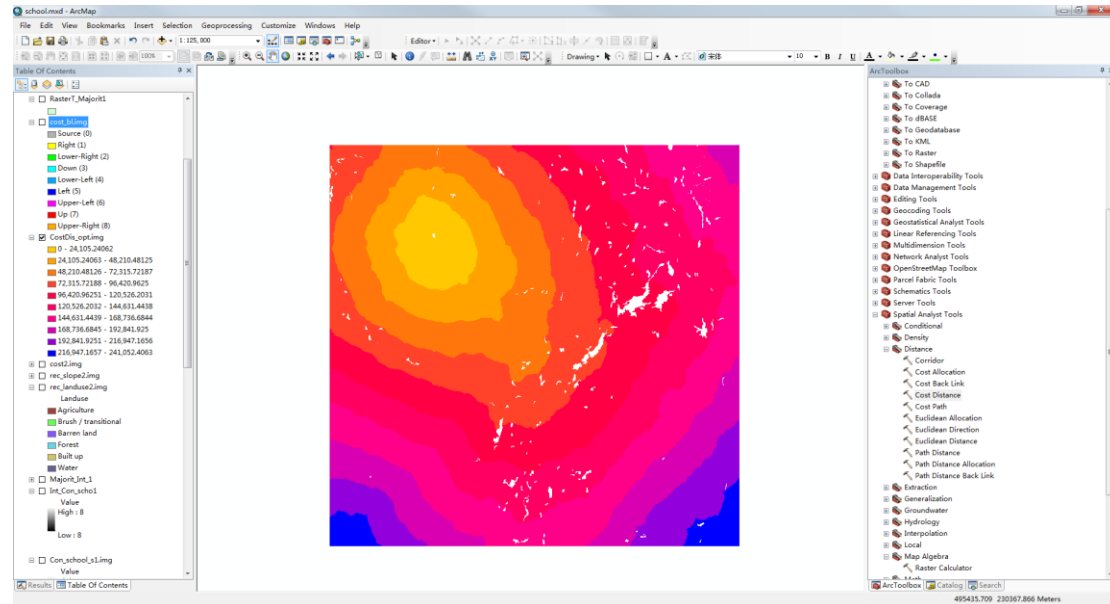 school.mxd - ArcMap
File Edit View Bookmarks Insert Selection Geoprocessing Customize Windows Help
1:125,000
Editor
100%
Drawing
宋体
10
B I U A
Table Of Contents
RasterT_Majorit1
cost_bl.img
Source (0)
Right (1)
Lower-Right (2)
Down (3)
Lower-Left (4)
Left (5)
Upper-Left (6)
Up (7)
Upper-Right (8)
CostDis_opt.img
0 - 24,105.24062
24,105.24063 - 48,210.48125
48,210.48126 - 72,315.72187
72,315.72188 - 96,420.9625
96,420.96251 - 120,526.2031
120,526.2032 - 144,631.4438
144,631.4439 - 168,736.6844
168,736.6845 - 192,841.925
192,841.9251 - 216,947.1656
216,947.1657 - 241,052.4063
cost2.img
rec_slope2.img
rec_landuse2.img
Landuse
Agriculture
Brush / transitional
Barren land
Forest
Built up
Water
Majorit_Int_1
Int_Con_scho1
Value
High : 8
Low : 8
Con_school_s1.img
Value
Results
Table Of Contents
ArcToolbox
To CAD
To Collada
To Coverage
To dBASE
To Geodatabase
To KML
To Raster
To Shapefile
Data Interoperability Tools
Data Management Tools
Editing Tools
Geocoding Tools
Geostatistical Analyst Tools
Linear Referencing Tools
Multidimension Tools
Network Analyst Tools
OpenStreetMap Toolbox
Parcel Fabric Tools
Schematics Tools
Server Tools
Spatial Analyst Tools
Conditional
Density
Distance
Corridor
Cost Allocation
Cost Back Link
Cost Distance
Cost Path
Euclidean Allocation
Euclidean Direction
Euclidean Distance
Path Distance
Path Distance Allocation
Path Distance Back Link
Extraction
Generalization
Groundwater
Hydrology
Interpolation
Local
Map Algebra
Raster Calculator
Math
ArcToolbox
Catalog
Search
495435.709 230367.866 Meters